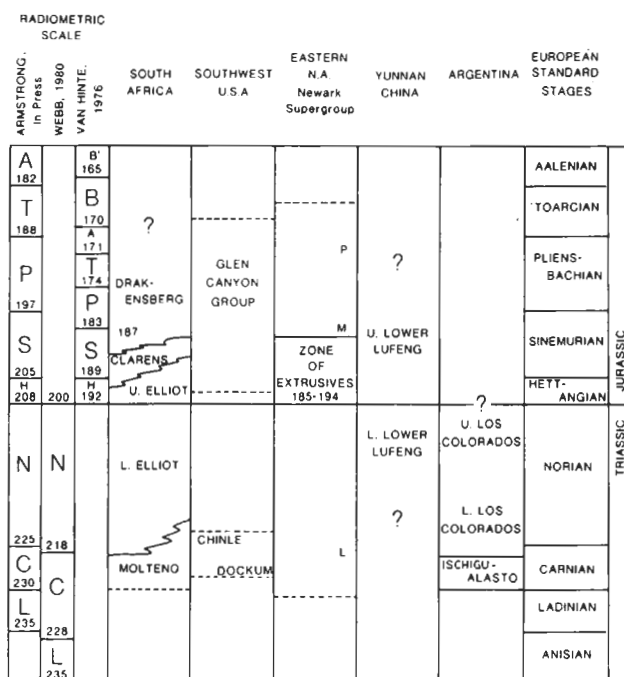 RADIOMETRIC
SCALE
ARMSTRONG,
In Press
WEBB, 1980
VAN HINTE,
1976
SOUTH
AFRICA
SOUTHWEST
U.S.A
EASTERN
N.A.
Newark
Supergroup
YUNNAN
CHINA
ARGENTINA
EUROPEAN
STANDARD
STAGES
A
182
T
188
P
197
S
205
H
208
N
225
C
230
L
235
200
N
218
C
228
L
235
B'
165
B
170
A
171
T
174
P
183
S
189
H
192
?
DRAK-
ENSBERG
187
CLARENS
U. ELLIOT
L. ELLIOT
MOLTENO
GLEN
CANYON
GROUP
CHINLE
DOCKUM
P
M
ZONE
OF
EXTRUSIVES
185-194
L
?
U. LOWER
LUFENG
L. LOWER
LUFENG
?
?
U. LOS
COLORADOS
L. LOS
COLORADOS
ISCHIGU-
ALASTO
AALENIAN
TOARCIAN
PLIENS-
BACHIAN
SINEMURIAN
HETT-
ANGIAN
NORIAN
CARNIAN
LADINIAN
ANISIAN
JURASSIC
TRIASSIC